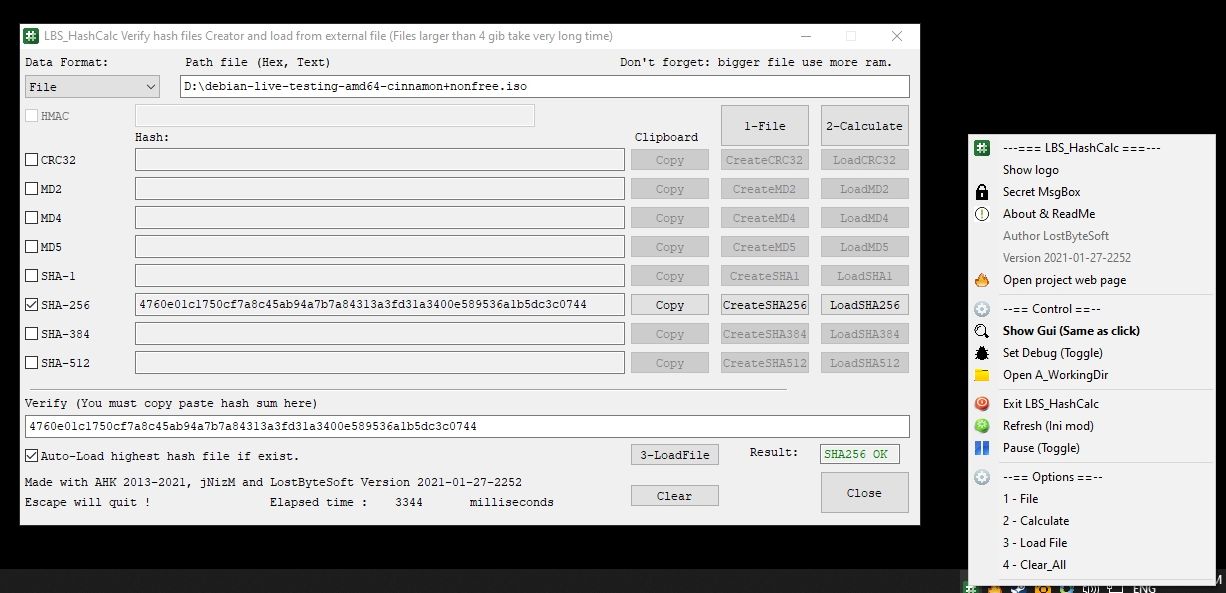 LBS_HashCalc Verify hash files Creator and load from external file (Files larger than 4 gib take very long time)
Data Format: Path file (Hex, Text) Don't forget: bigger file use more ram.
File D:\debian-live-testing-amd64-cinnamon+nonfree.iso
HMAC
1-File 2-Calculate
Hash: Clipboard
CRC32 Copy CreateCRC32 LoadCRC32
MD2 Copy CreateMD2 LoadMD2
MD4 Copy CreateMD4 LoadMD4
MD5 Copy CreateMD5 LoadMD5
SHA-1 Copy CreateSHA1 LoadSHA1
SHA-256 4760e01c1750cf7a8c45ab94a7b7a84313a3fd31a3400e589536a1b5dc3c0744 Copy CreateSHA256 LoadSHA256
SHA-384 Copy CreateSHA384 LoadSHA384
SHA-512 Copy CreateSHA512 LoadSHA512
Verify (You must copy paste hash sum here)
4760e01c1750cf7a8c45ab94a7b7a84313a3fd31a3400e589536a1b5dc3c0744
Auto-Load highest hash file if exist. 3-LoadFile Result: SHA256 OK
Made with AHK 2013-2021, jNizM and LostByteSoft Version 2021-01-27-2252
Escape will quit ! Elapsed time : 3344 milliseconds Clear Close
---=== LBS_HashCalc ===---
Show logo
Secret MsgBox
About & ReadMe
Author LostByteSoft
Version 2021-01-27-2252
Open project web page
--== Control ==--
Show Gui (Same as click)
Set Debug (Toggle)
Open A_WorkingDir
Exit LBS_HashCalc
Refresh (Ini mod)
Pause (Toggle)
--== Options ==--
1 - File
2 - Calculate
3 - Load File
4 - Clear_All
ENG